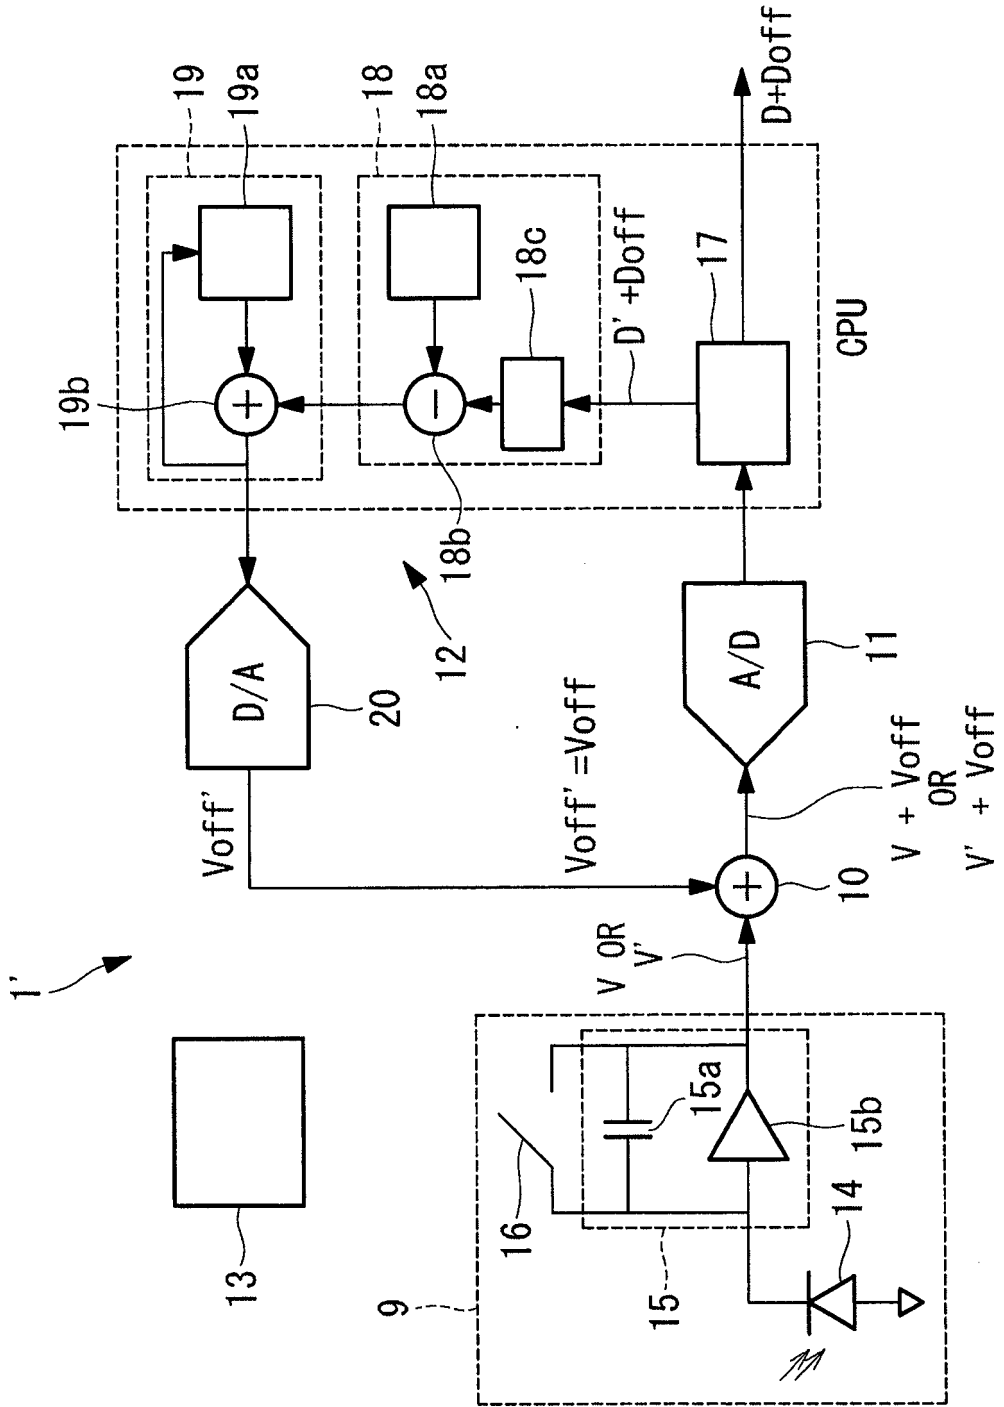 1'
13
9
16
15
15a
15b
14
V OR
V'
10
V + Voff
OR
V' + Voff
Voff'
Voff' =Voff
D/A
20
12
A/D
11
19
19a
19b
18
18a
18b
18c
D' +Doff
17
CPU
D+Doff
+
−
+
+